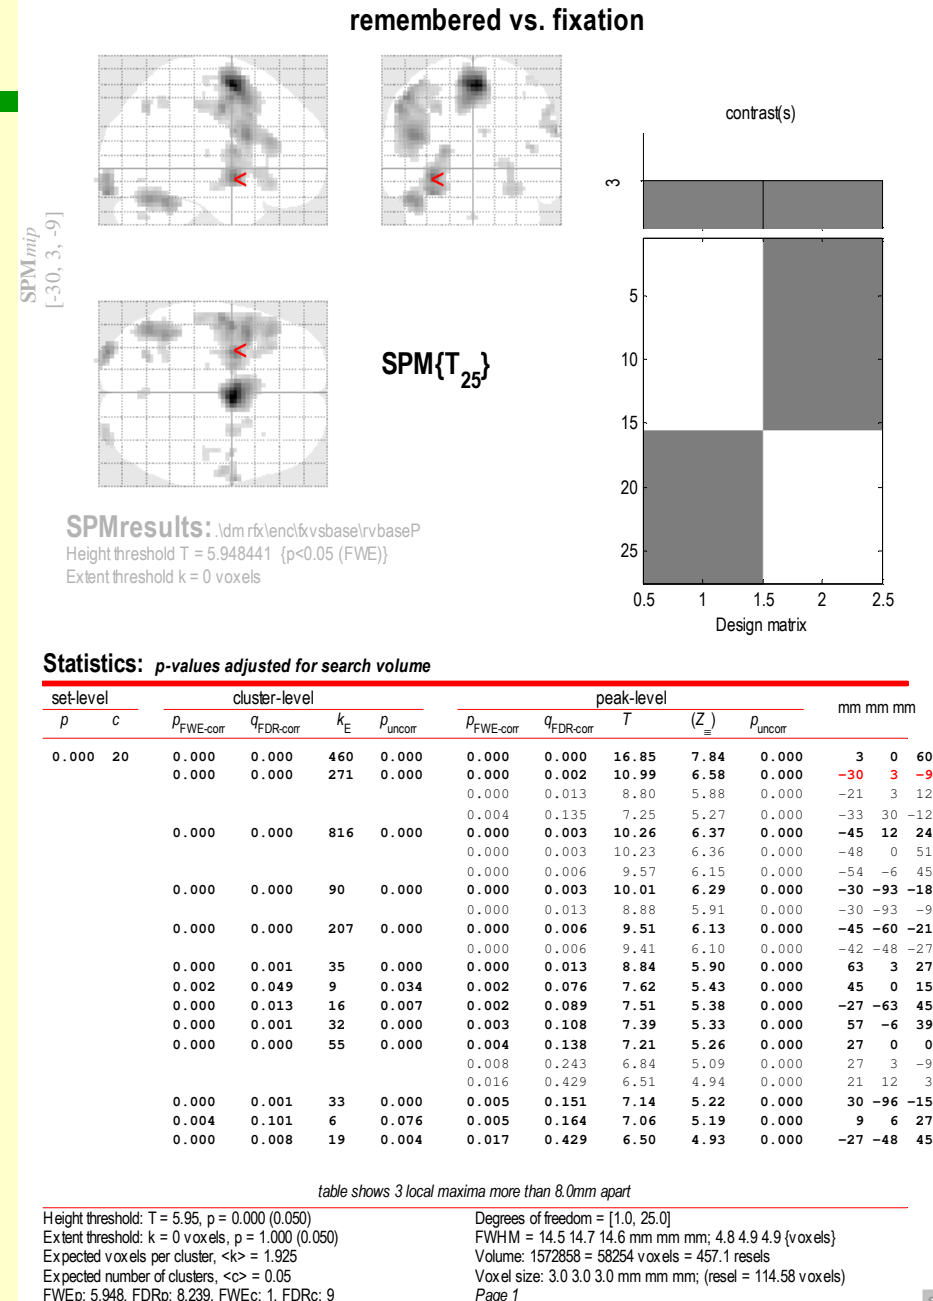 remembered vs. fixation
contrast(s)
3
SPMmip
[-30, 3, -9]
<
<
<
SPM{T25}
5
10
15
20
25
0.5 1 1.5 2 2.5
Design matrix
SPMresults: .\dm rfx\enc\fxvsbase\rvbaseP
Height threshold T = 5.948441 {p<0.05 (FWE)}
Extent threshold k = 0 voxels
Statistics: p-values adjusted for search volume
set-level cluster-level peak-level mm mm mm
p c pFWE-corr qFDR-corr kE puncorr pFWE-corr qFDR-corr T (Z≡) puncorr
0.000 20 0.000 0.000 460 0.000 0.000 0.000 16.85 7.84 0.000 3 0 60
0.000 0.000 271 0.000 0.000 0.002 10.99 6.58 0.000 -30 3 -9
0.000 0.013 8.80 5.88 0.000 -21 3 12
0.004 0.135 7.25 5.27 0.000 -33 30 -12
0.000 0.000 816 0.000 0.000 0.003 10.26 6.37 0.000 -45 12 24
0.000 0.003 10.23 6.36 0.000 -48 0 51
0.000 0.006 9.57 6.15 0.000 -54 -6 45
0.000 0.000 90 0.000 0.000 0.003 10.01 6.29 0.000 -30 -93 -18
0.000 0.013 8.88 5.91 0.000 -30 -93 -9
0.000 0.000 207 0.000 0.000 0.006 9.51 6.13 0.000 -45 -60 -21
0.000 0.006 9.41 6.10 0.000 -42 -48 -27
0.000 0.001 35 0.000 0.000 0.013 8.84 5.90 0.000 63 3 27
0.002 0.049 9 0.034 0.002 0.076 7.62 5.43 0.000 45 0 15
0.000 0.013 16 0.007 0.002 0.089 7.51 5.38 0.000 -27 -63 45
0.000 0.001 32 0.000 0.003 0.108 7.39 5.33 0.000 57 -6 39
0.000 0.000 55 0.000 0.004 0.138 7.21 5.26 0.000 27 0 0
0.008 0.243 6.84 5.09 0.000 27 3 -9
0.016 0.429 6.51 4.94 0.000 21 12 3
0.000 0.001 33 0.000 0.005 0.151 7.14 5.22 0.000 30 -96 -15
0.004 0.101 6 0.076 0.005 0.164 7.06 5.19 0.000 9 6 27
0.000 0.008 19 0.004 0.017 0.429 6.50 4.93 0.000 -27 -48 45
table shows 3 local maxima more than 8.0mm apart
Height threshold: T = 5.95, p = 0.000 (0.050)
Extent threshold: k = 0 voxels, p = 1.000 (0.050)
Expected voxels per cluster, <k> = 1.925
Expected number of clusters, <c> = 0.05
FWEp: 5.948, FDRp: 8.239, FWEc: 1, FDRc: 9
Degrees of freedom = [1.0, 25.0]
FWHM = 14.5 14.7 14.6 mm mm mm; 4.8 4.9 4.9 {voxels}
Volume: 1572858 = 58254 voxels = 457.1 resels
Voxel size: 3.0 3.0 3.0 mm mm mm; (resel = 114.58 voxels)
Page 1